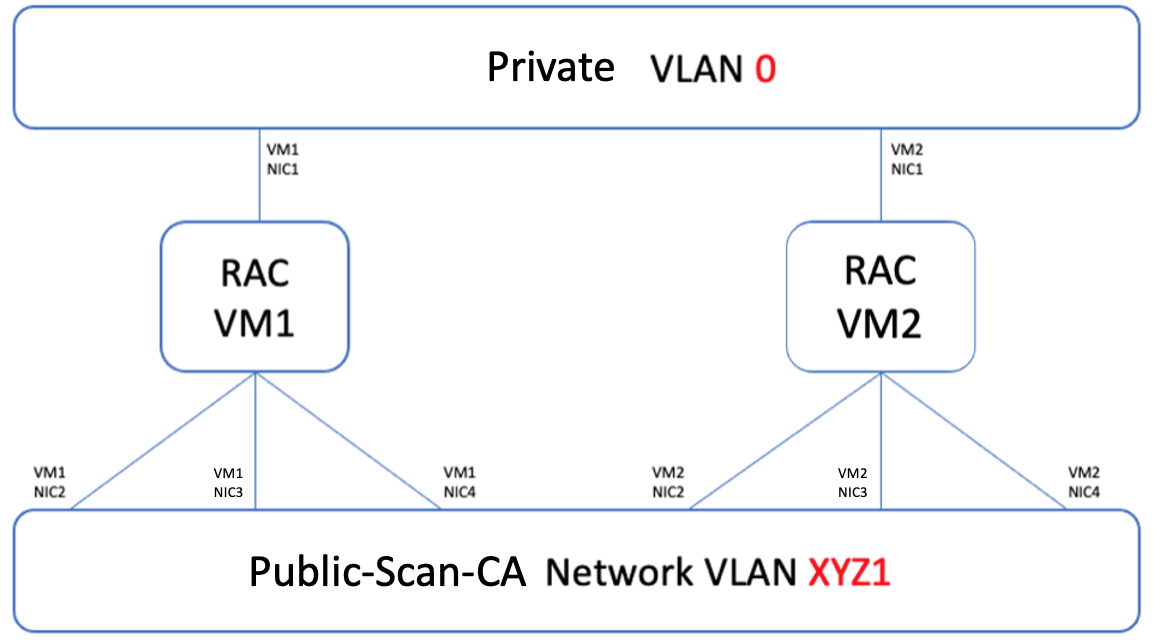 Private VLAN 0
VM1
NIC1
VM2
NIC1
RAC
VM1
RAC
VM2
VM1
NIC2
VM1
NIC3
VM1
NIC4
VM2
NIC2
VM2
NIC3
VM2
NIC4
Public-Scan-CA Network VLAN XYZ1